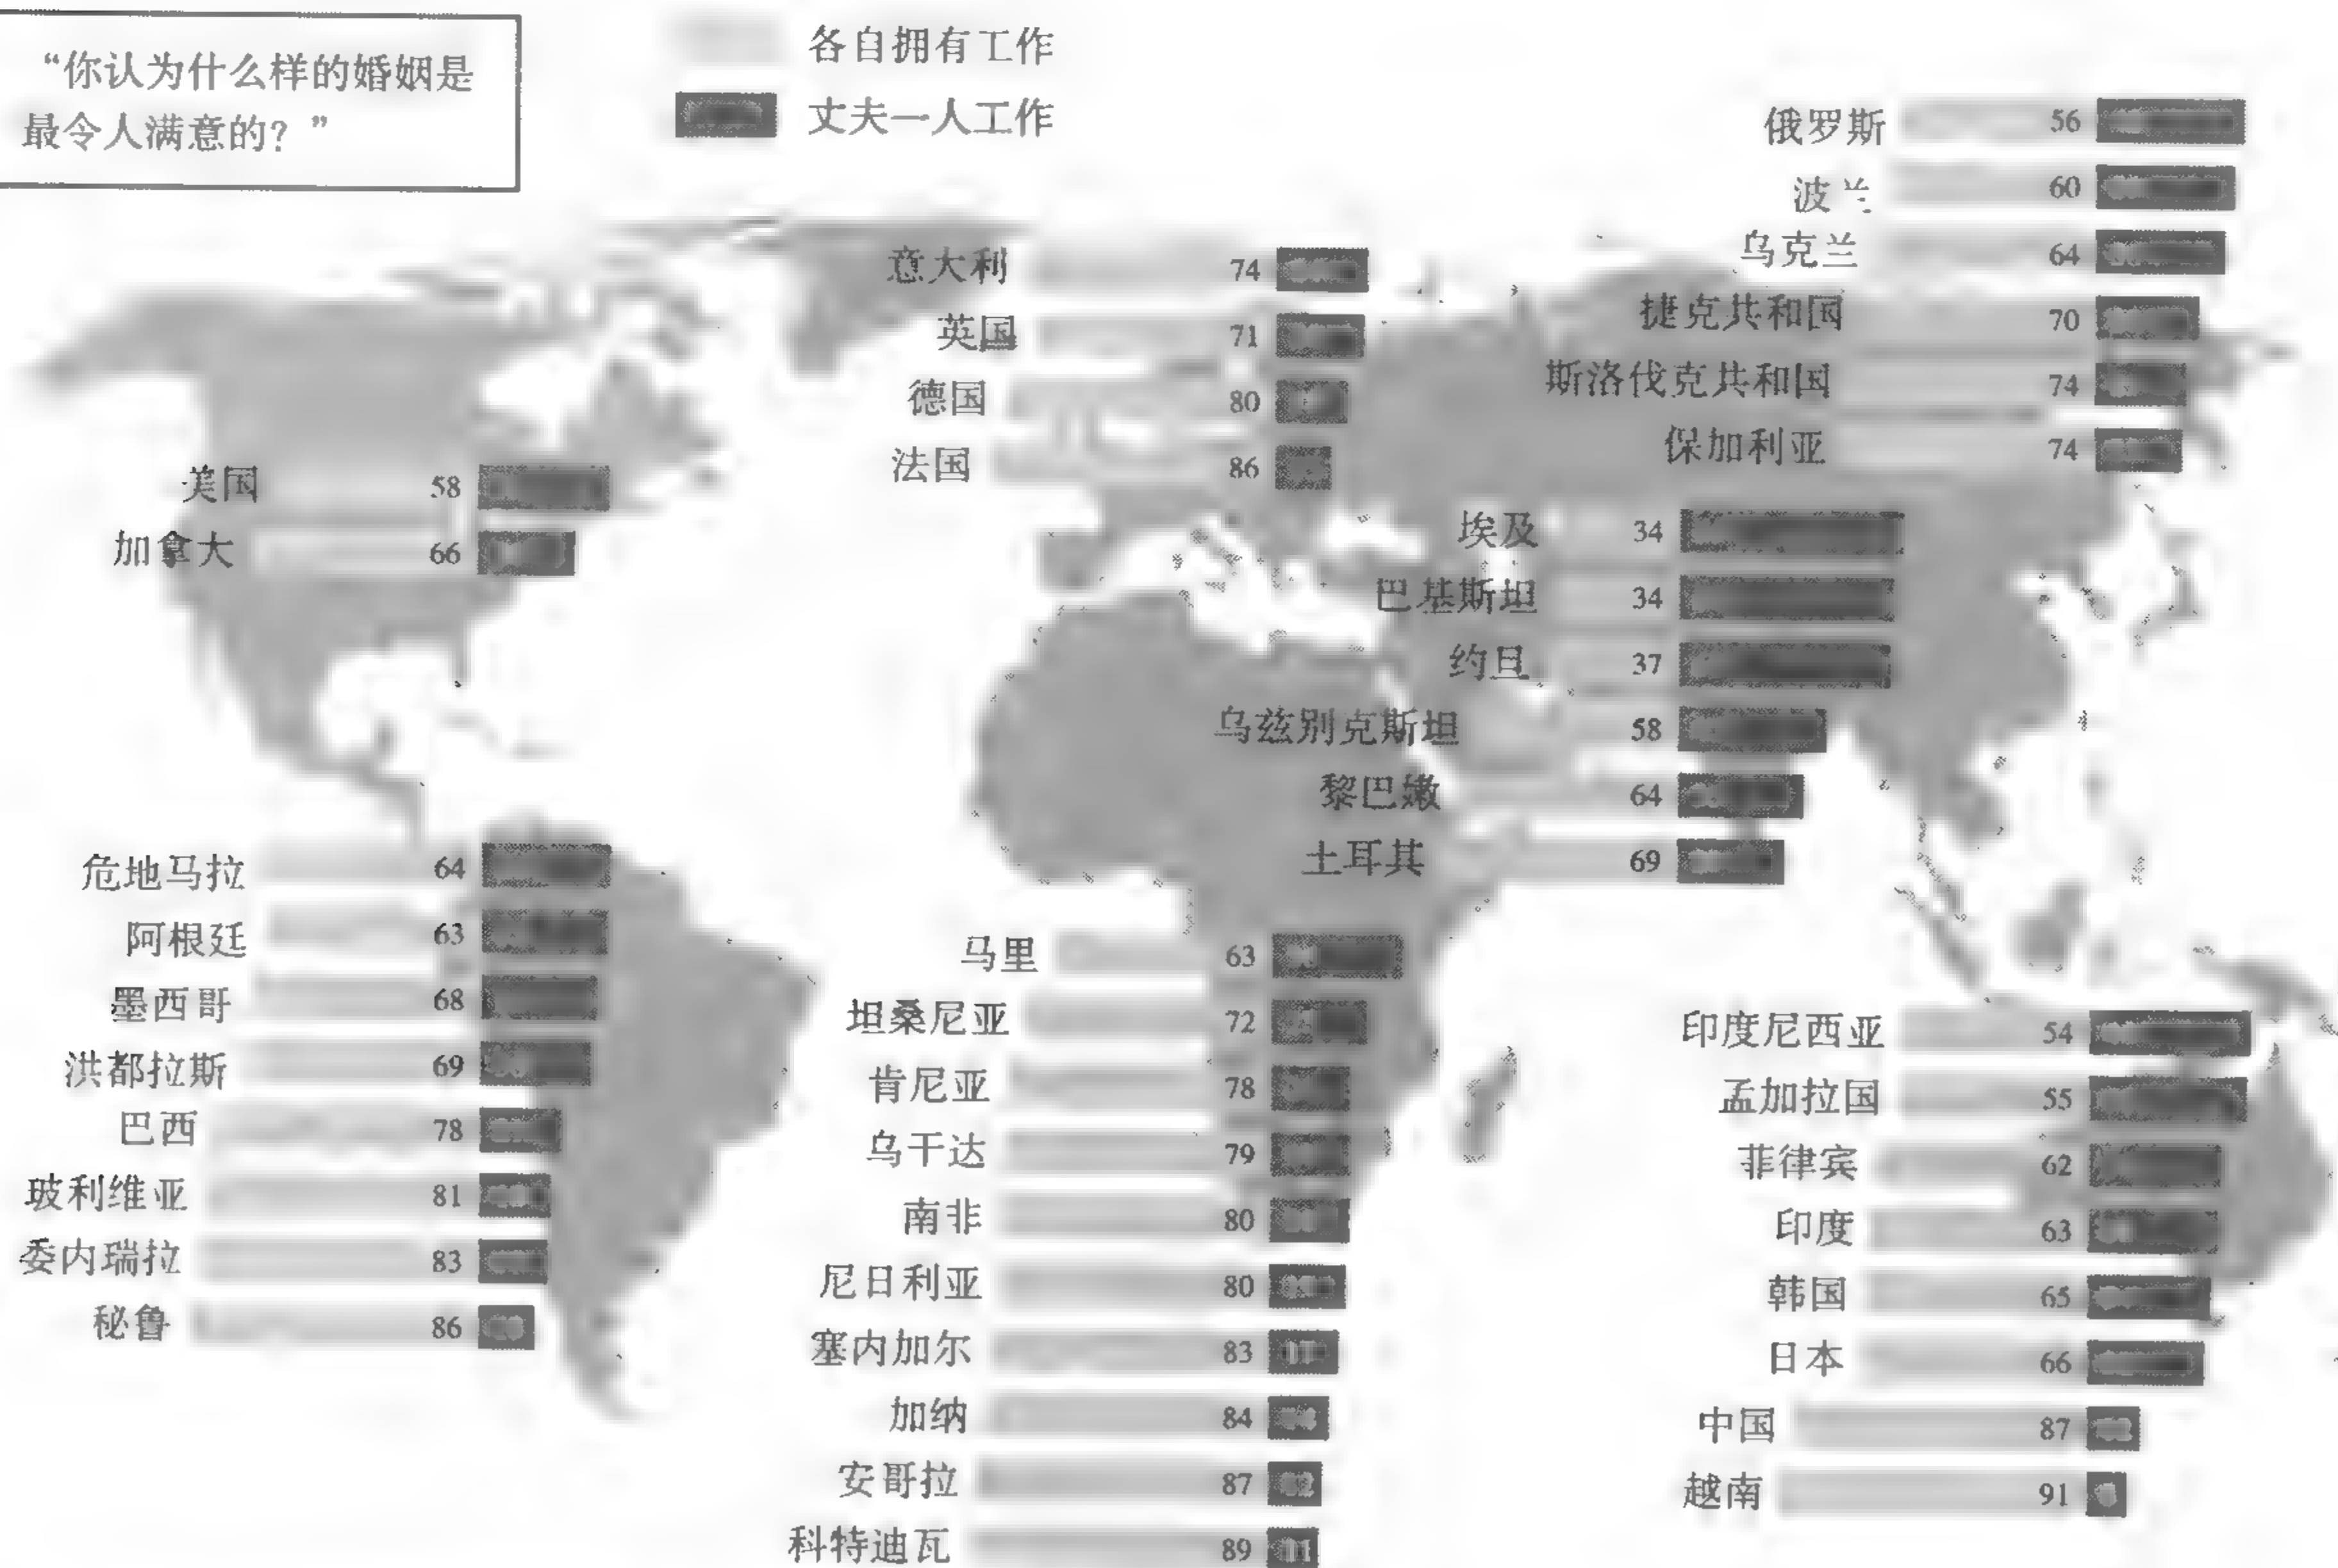 “你认为什么样的婚姻是
最令人满意的？”
各自拥有工作
丈夫一人工作
俄罗斯 56
波兰 60
乌克兰 64
捷克共和国 70
斯洛伐克共和国 74
保加利亚 74
意大利 74
英国 71
德国 80
法国 86
美国 58
加拿大 66
埃及 34
巴基斯坦 34
约旦 37
乌兹别克斯坦 58
黎巴嫩 64
土耳其 69
危地马拉 64
阿根廷 63
墨西哥 68
洪都拉斯 69
巴西 78
玻利维亚 81
委内瑞拉 83
秘鲁 86
马里 63
坦桑尼亚 72
肯尼亚 78
乌干达 79
南非 80
尼日利亚 80
塞内加尔 83
加纳 84
安哥拉 87
科特迪瓦 89
印度尼西亚 54
孟加拉国 55
菲律宾 62
印度 63
韩国 65
日本 66
中国 87
越南 91